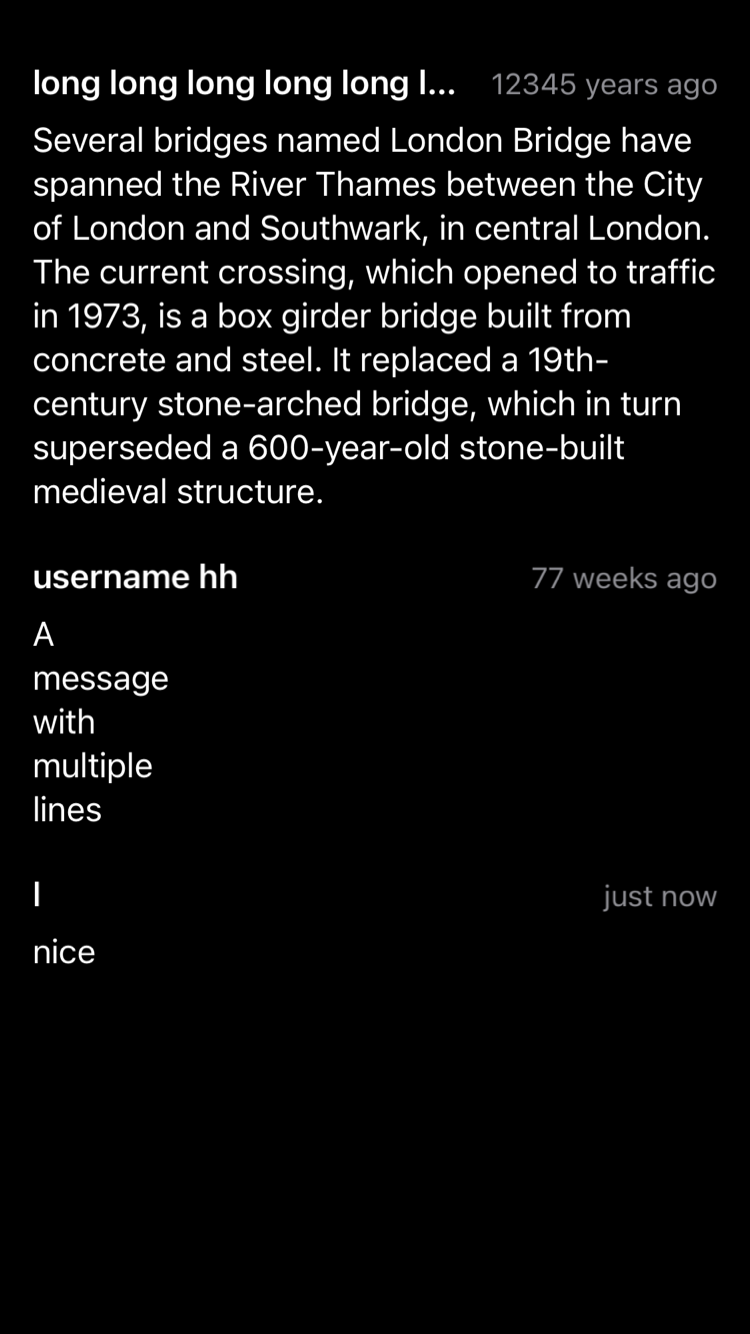 long long long long long l... 12345 years ago
Several bridges named London Bridge have
spanned the River Thames between the City
of London and Southwark, in central London.
The current crossing, which opened to traffic
in 1973, is a box girder bridge built from
concrete and steel. It replaced a 19th-
century stone-arched bridge, which in turn
superseded a 600-year-old stone-built
medieval structure.
username hh 77 weeks ago
A
message
with
multiple
lines
I just now
nice